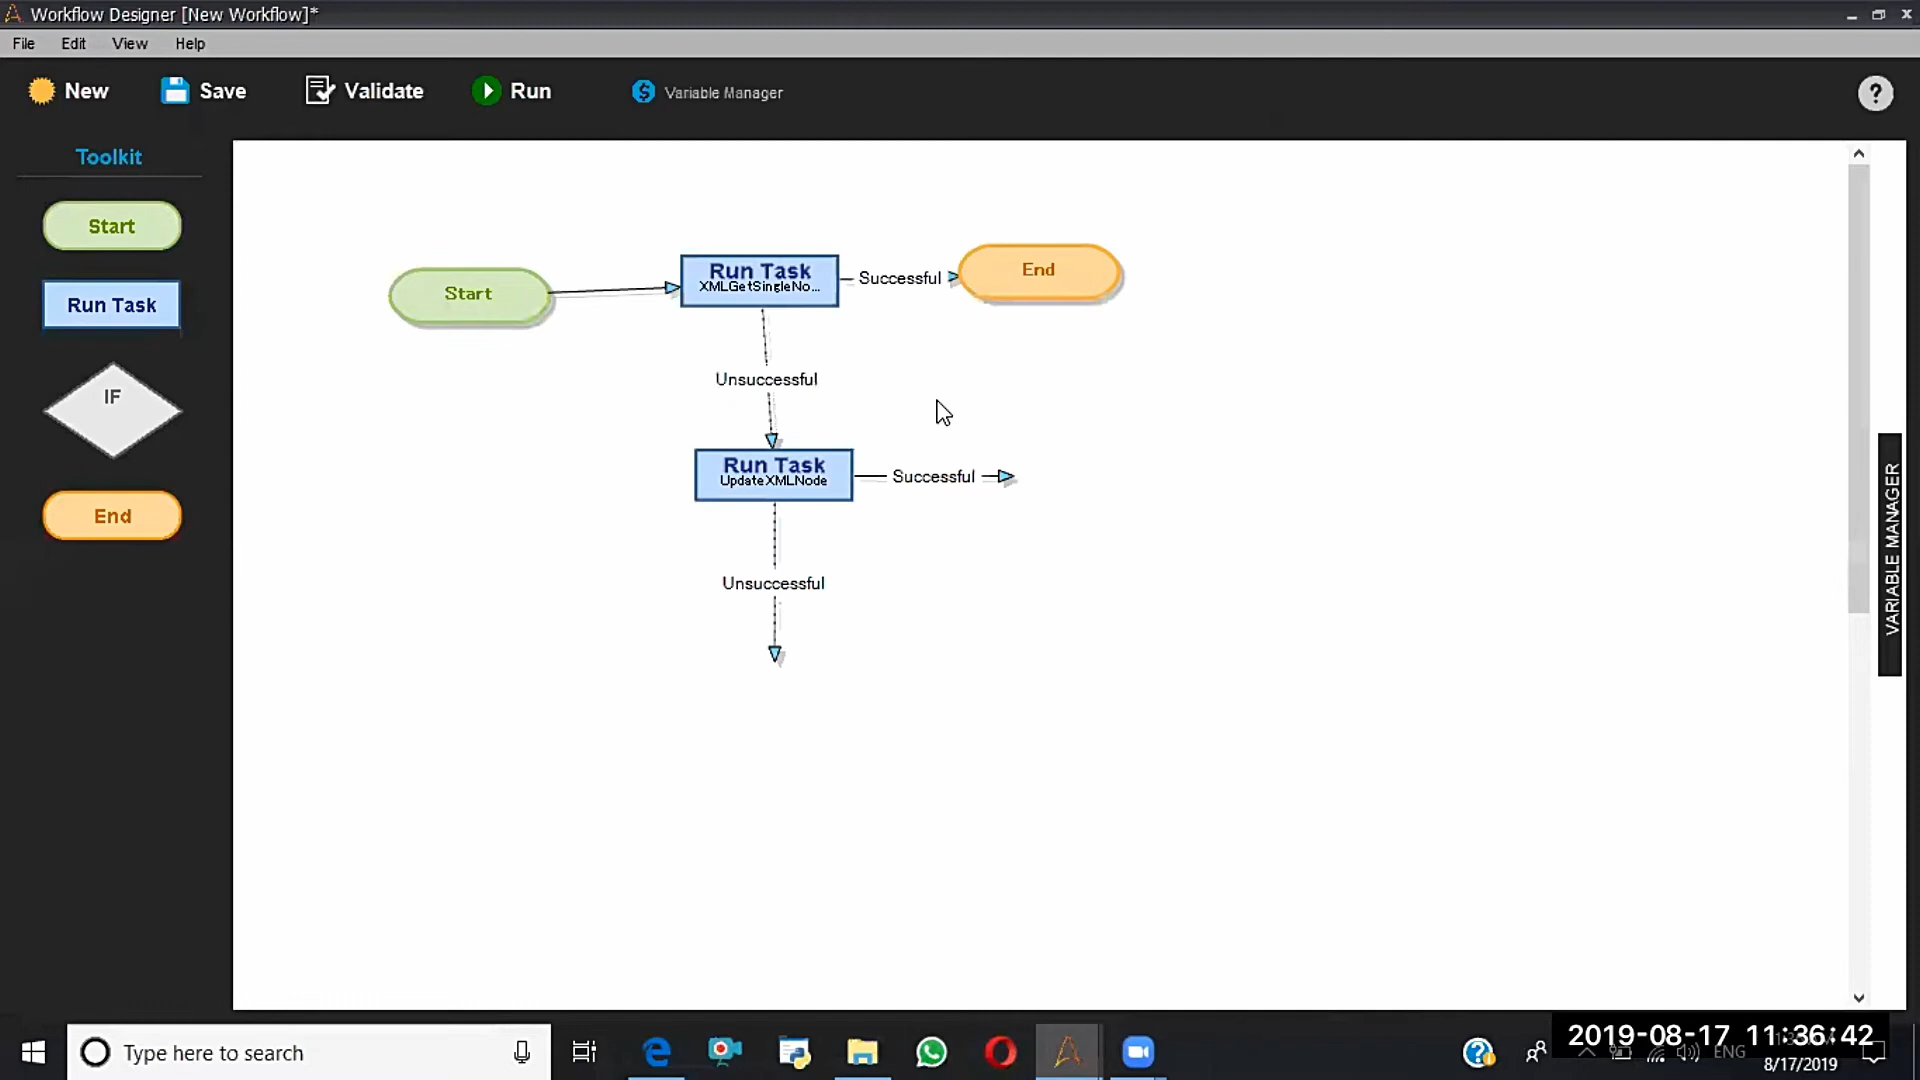 Workflow Designer [New Workflow]*
File Edit View Help
New Save Validate Run Variable Manager ?
Toolkit
Start
Run Task
IF
End
Start
Run Task
XMLGetSingleNo...
Successful
End
Unsuccessful
Run Task
UpdateXMLNode
Successful
Unsuccessful
VARIABLE MANAGER
Type here to search
ENG
2019-08-17 11:36:42
8/17/2019